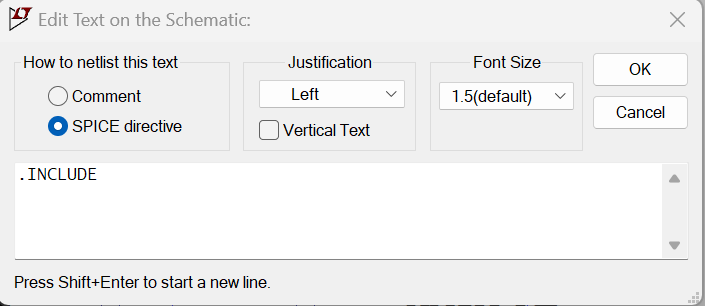 Edit Text on the Schematic:
How to netlist this text
Comment
SPICE directive
Justification
Left
Vertical Text
Font Size
1.5(default)
OK
Cancel
.INCLUDE
Press Shift+Enter to start a new line.